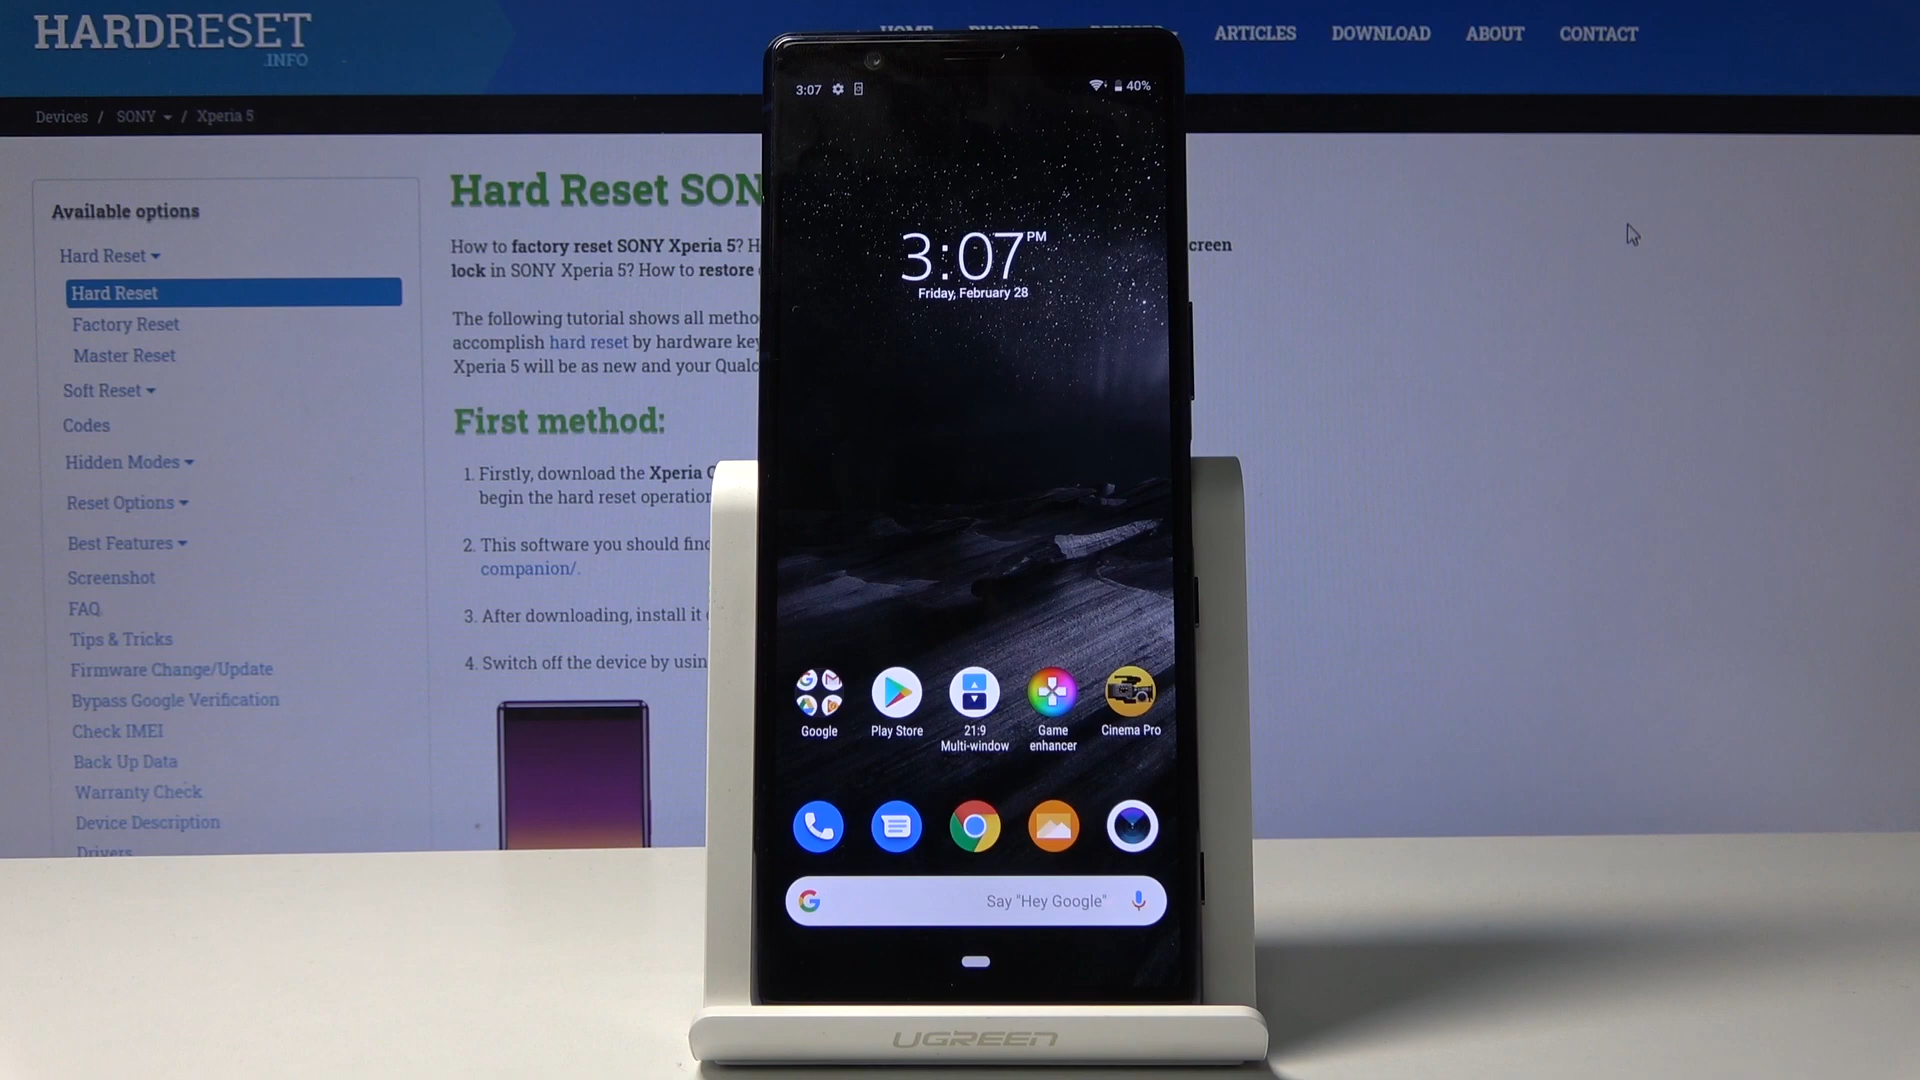 HARDRESET
.INFO
ARTICLES
DOWNLOAD
ABOUT
CONTACT
Devices / SONY / Xperia 5
Available options
Hard Reset
Hard Reset
Factory Reset
Master Reset
Soft Reset
Codes
Hidden Modes
Reset Options
Best Features
Screenshot
FAQ
Tips & Tricks
Firmware Change/Update
Bypass Google Verification
Check IMEI
Back Up Data
Warranty Check
Device Description
Drivers
Hard Reset SON
How to factory reset SONY Xperia 5? H
creen
lock in SONY Xperia 5? How to restore
The following tutorial shows all metho
accomplish hard reset by hardware key
Xperia 5 will be as new and your Qualc
First method:
1. Firstly, download the Xperia C
begin the hard reset operation
2. This software you should find
companion/.
3. After downloading, install it
4. Switch off the device by usin
3:07
40%
3:07 PM
Friday, February 28
Google
Play Store
21:9
Multi-window
Game
enhancer
Cinema Pro
G
Say "Hey Google"
UGREEN